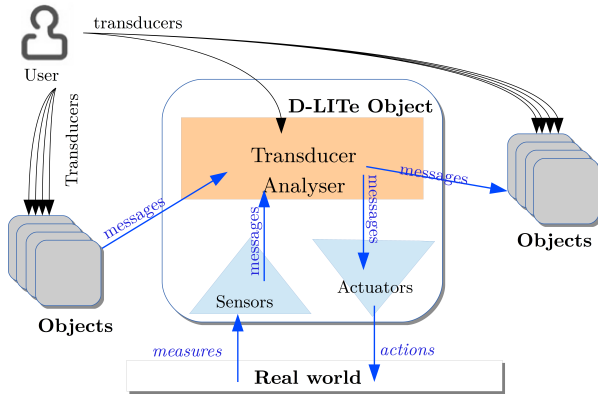 transducers
User
Transducers
D-LITe Object
Transducer
Analyser
messages
messages
messages
messages
Objects
Sensors
Actuators
Objects
measures
actions
Real world